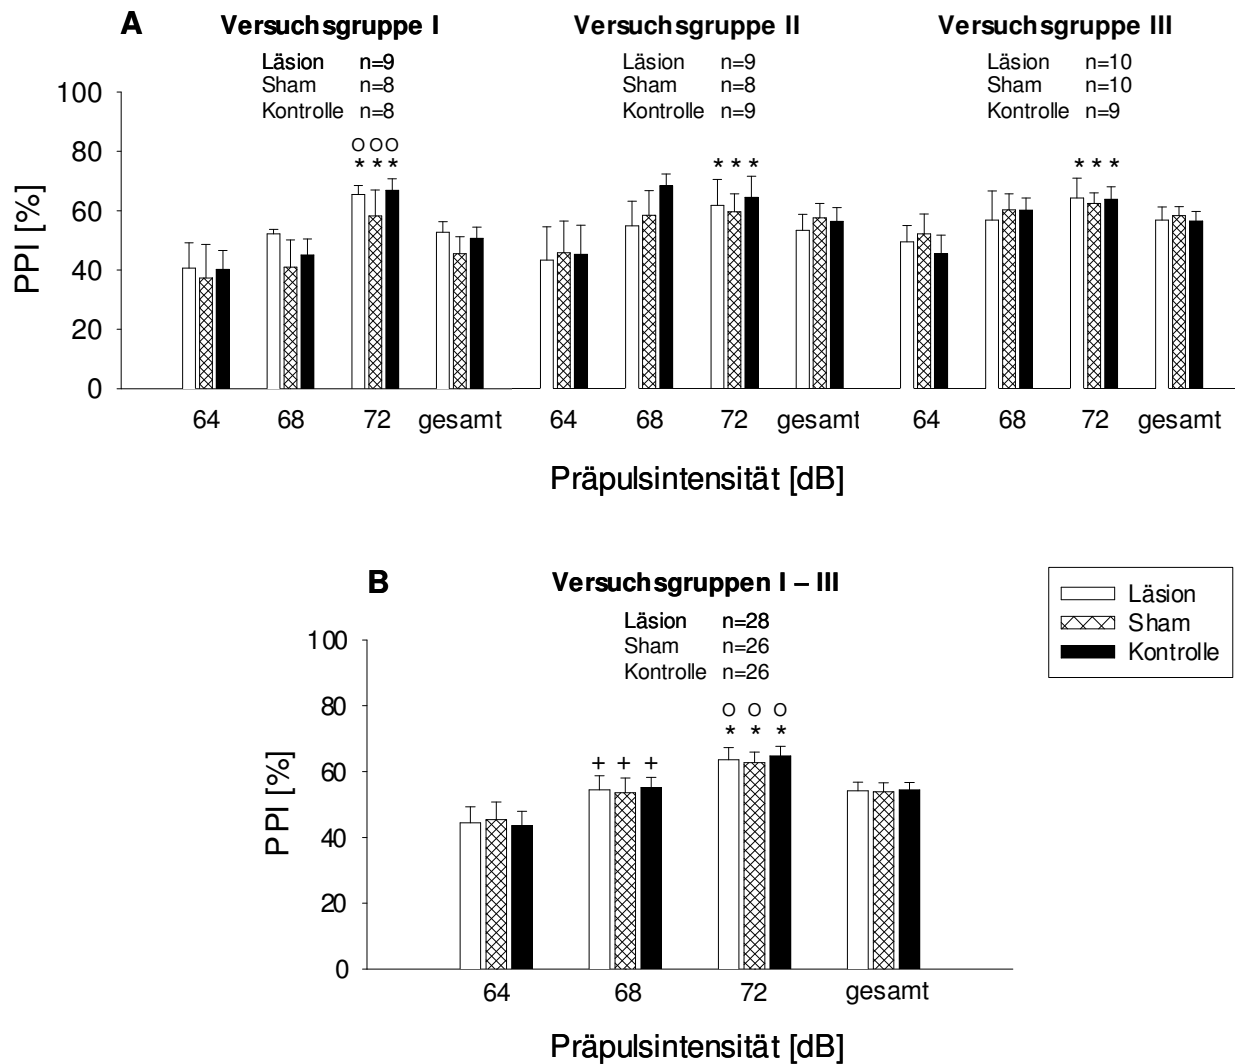 A
Versuchsgruppe I
Versuchsgruppe II
Versuchsgruppe III
Läsion n=9
Sham n=8
Kontrolle n=8
Läsion n=9
Sham n=8
Kontrolle n=9
Läsion n=10
Sham n=10
Kontrolle n=9
PPI [%]
100
80
60
40
20
0
O O O
* * *
* * *
* * *
64 68 72 gesamt 64 68 72 gesamt 64 68 72 gesamt
Präpulsintensität [dB]
B
Versuchsgruppen I – III
Läsion n=28
Sham n=26
Kontrolle n=26
Läsion
Sham
Kontrolle
PPI [%]
100
80
60
40
20
0
O O O
* * *
+ + +
64 68 72 gesamt
Präpulsintensität [dB]